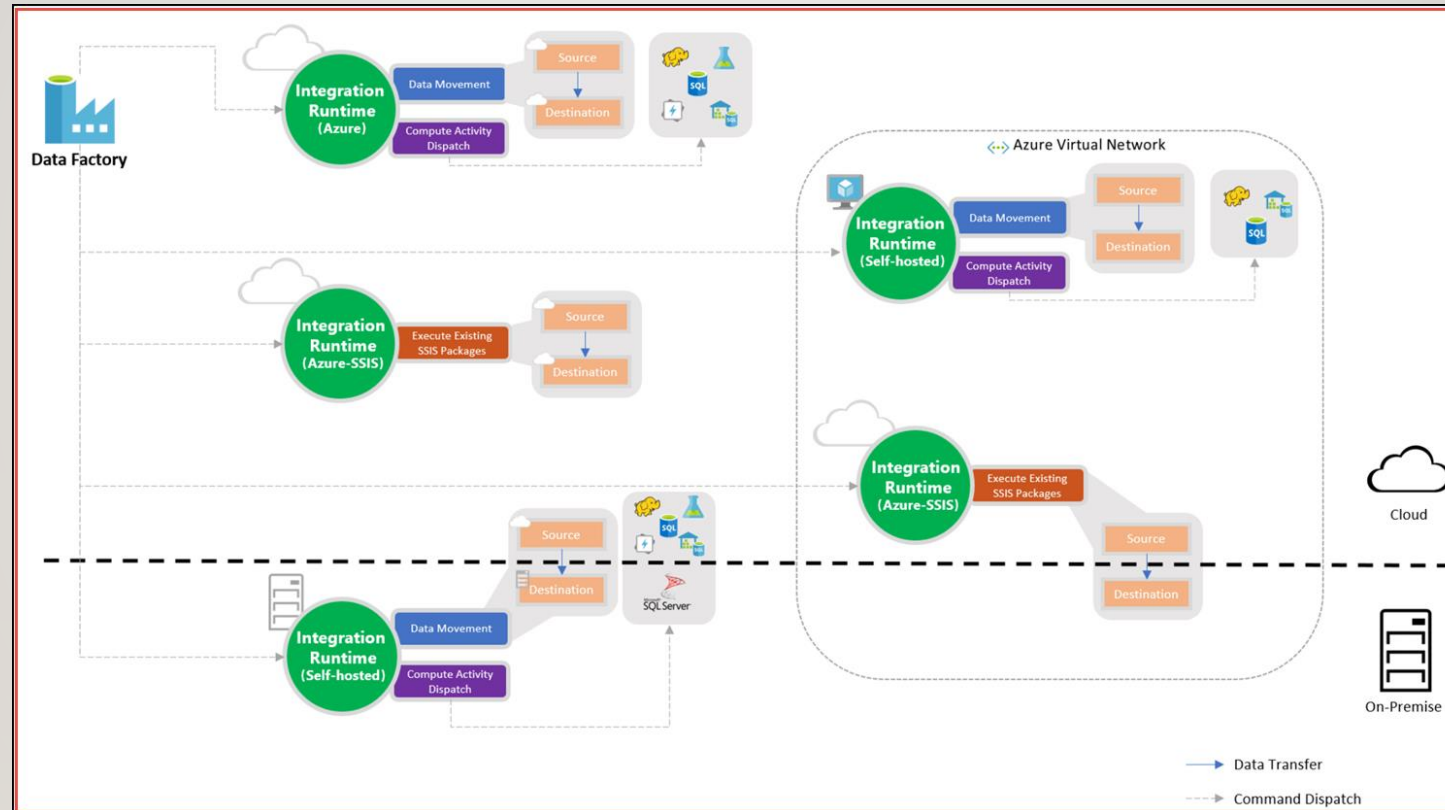 Data Factory
Integration
Runtime
(Azure)
Data Movement
Compute Activity
Dispatch
Source
Destination
SQL
Azure Virtual Network
Integration
Runtime
(Self-hosted)
Data Movement
Compute Activity
Dispatch
Source
Destination
SQL
Integration
Runtime
(Azure-SSIS)
Execute Existing
SSIS Packages
Source
Destination
Integration
Runtime
(Azure-SSIS)
Execute Existing
SSIS Packages
Source
Destination
Cloud
Integration
Runtime
(Self-hosted)
Data Movement
Compute Activity
Dispatch
Source
Destination
SQL
Microsoft
SQL Server
On-Premise
Data Transfer
Command Dispatch